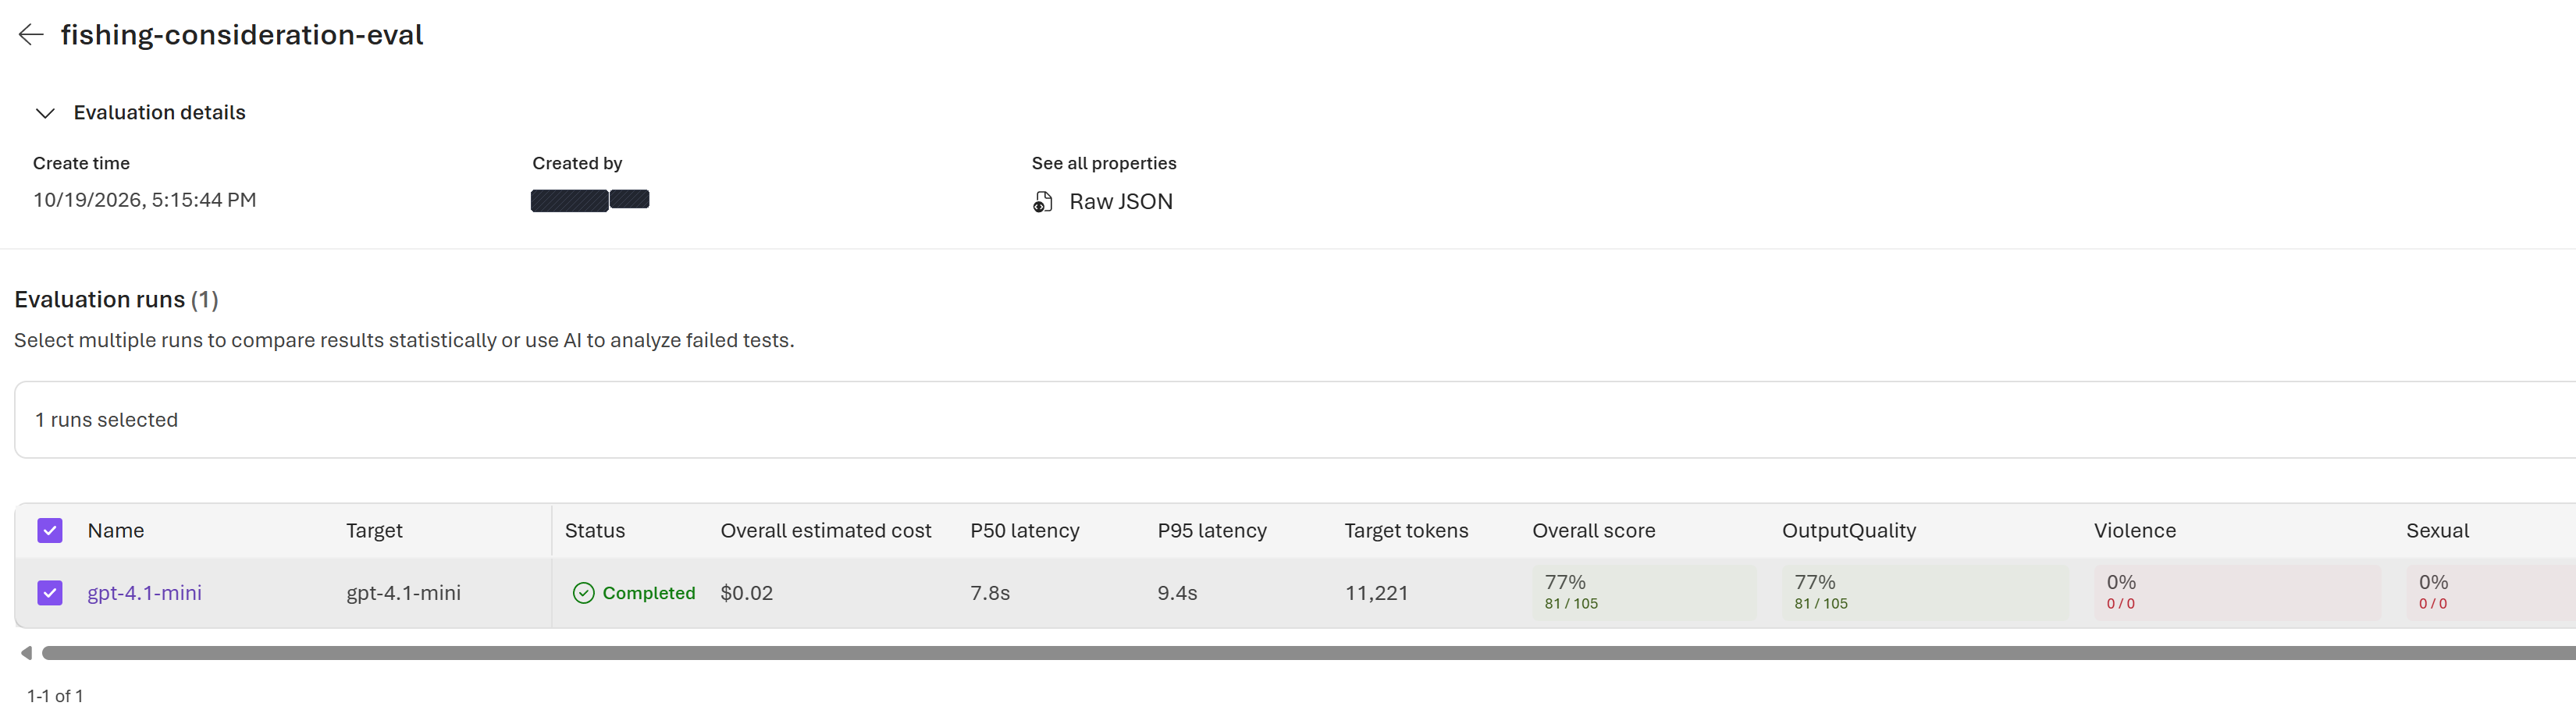 fishing-consideration-eval
Evaluation details
Create time
Created by
See all properties
10/19/2026, 5:15:44 PM
Raw JSON
Evaluation runs (1)
Select multiple runs to compare results statistically or use AI to analyze failed tests.
1 runs selected
Name Target Status Overall estimated cost P50 latency P95 latency Target tokens Overall score OutputQuality Violence Sexual
gpt-4.1-mini gpt-4.1-mini Completed $0.02 7.8s 9.4s 11,221 77% 77% 0% 0%
81 / 105 81 / 105 0 / 0 0 / 0
1-1 of 1